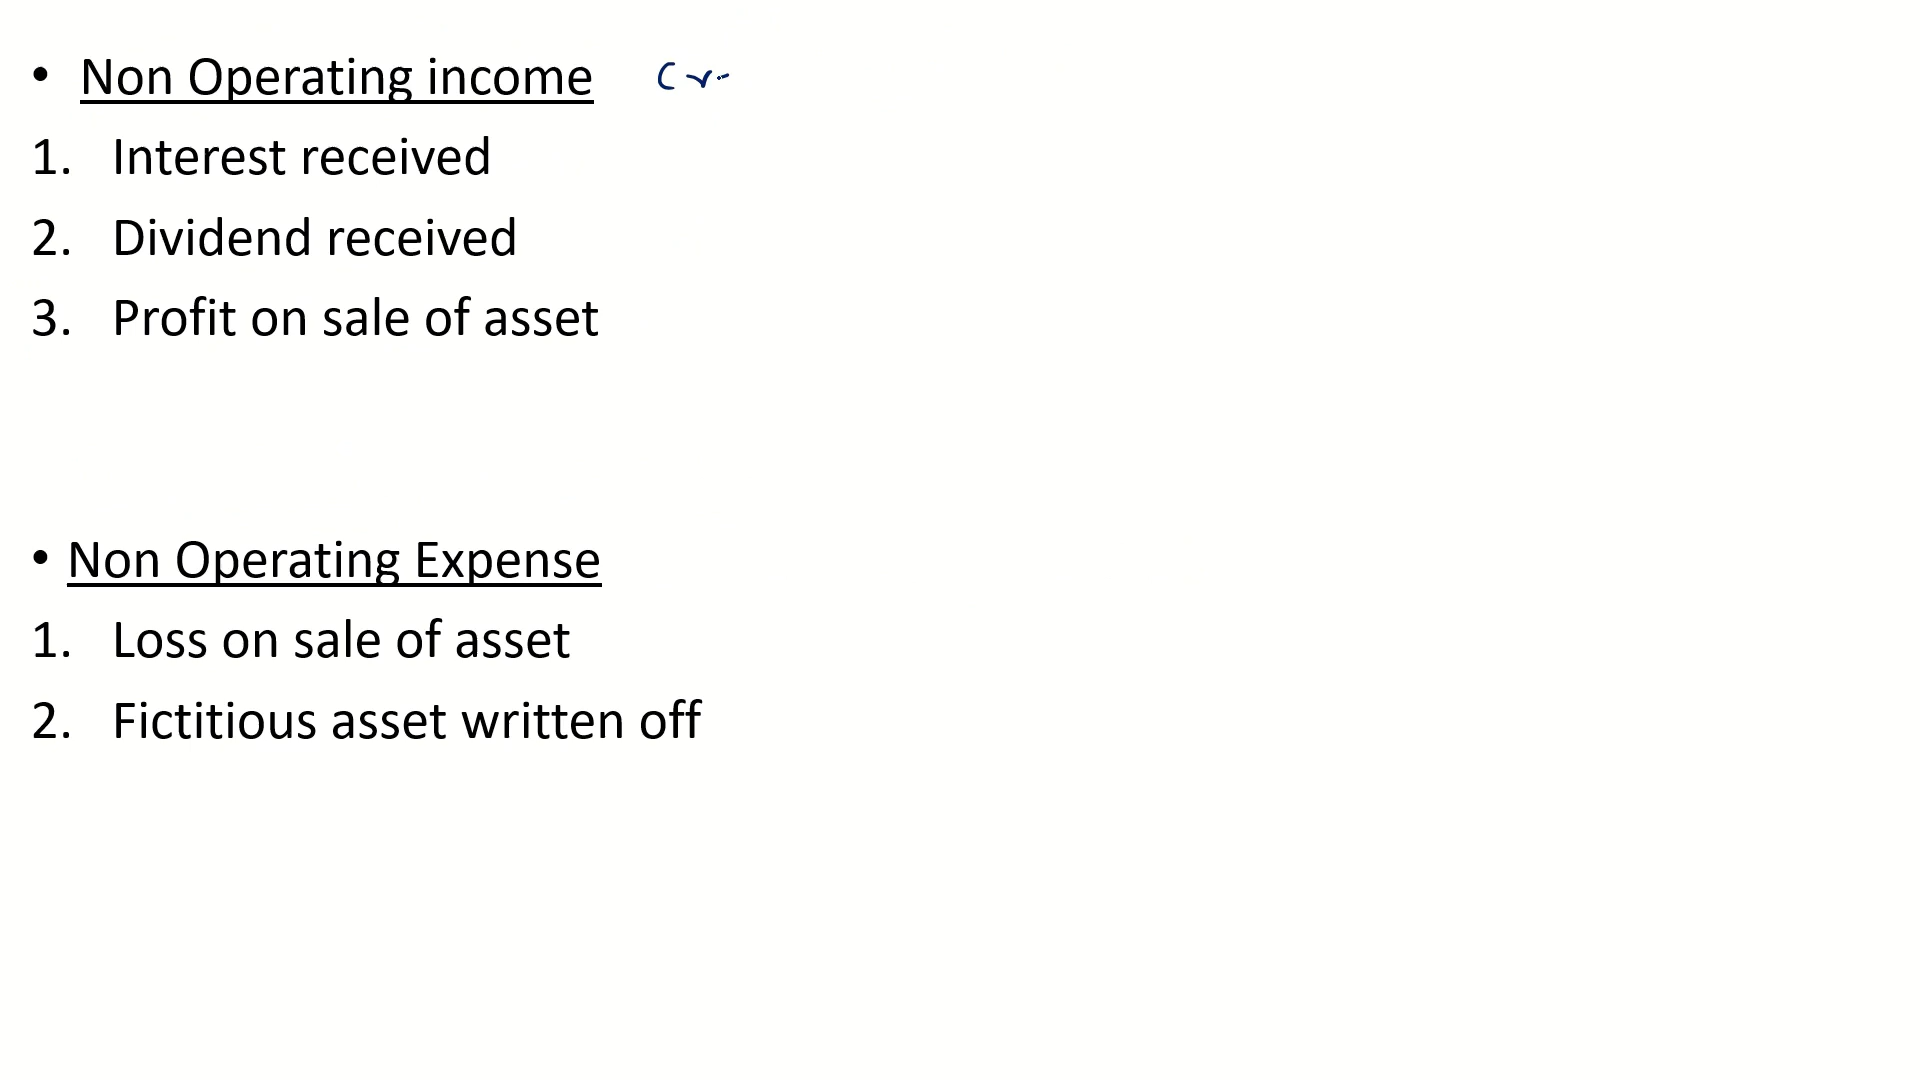 • Non Operating income Cr.
1. Interest received
2. Dividend received
3. Profit on sale of asset
• Non Operating Expense
1. Loss on sale of asset
2. Fictitious asset written off